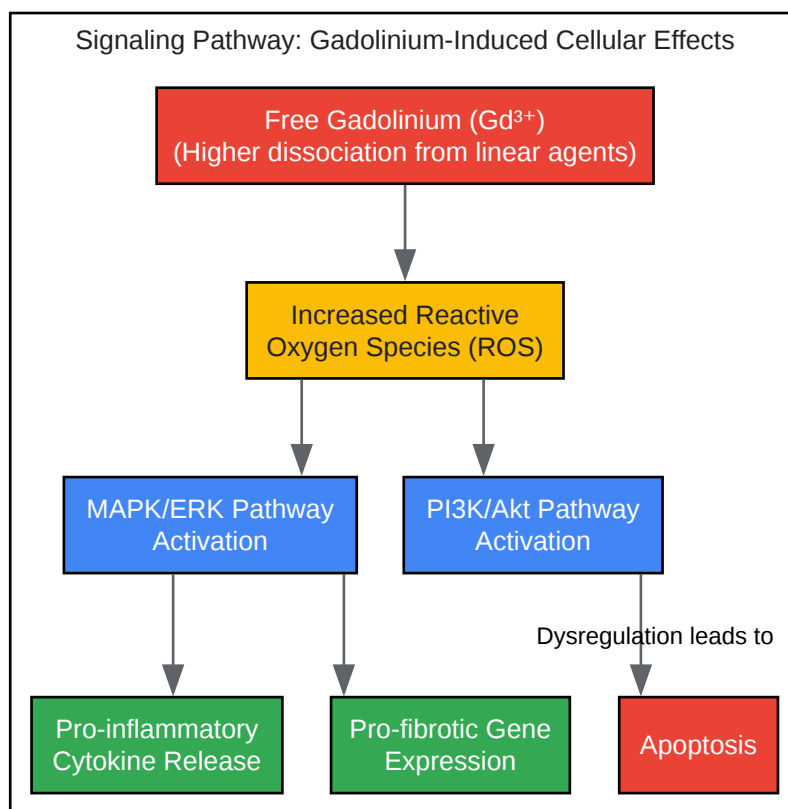 Signaling Pathway: Gadolinium-Induced Cellular Effects
Free Gadolinium (Gd³⁺)
(Higher dissociation from linear agents)
Increased Reactive
Oxygen Species (ROS)
MAPK/ERK Pathway
Activation
PI3K/Akt Pathway
Activation
Dysregulation leads to
Pro-inflammatory
Cytokine Release
Pro-fibrotic Gene
Expression
Apoptosis